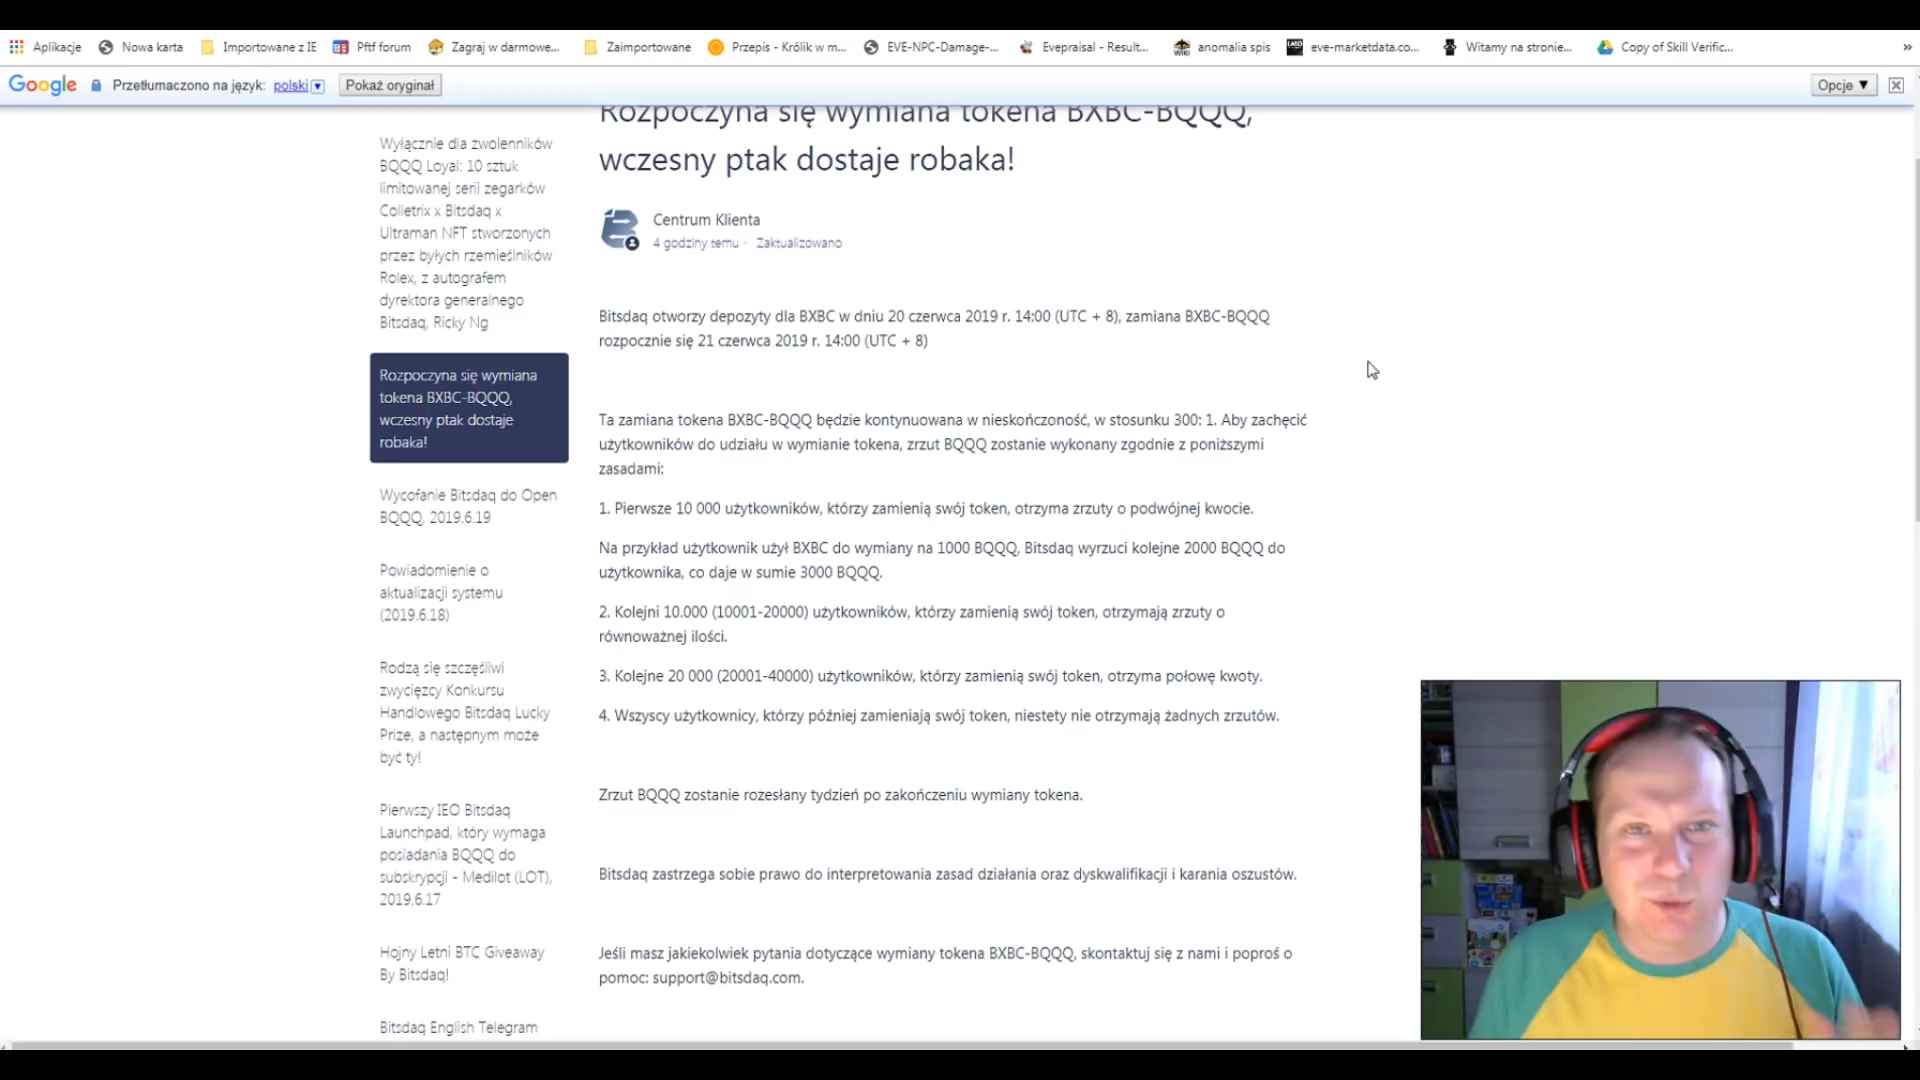 Aplikacje Nowa karta Importowane z IE Pftf forum Zagraj w darmowe... Zaimportowane Przepis - Królik w m... EVE-NPC-Damage-... Evepraisal - Result... anomalia spis eve-marketdata.co... Witamy na stronie... Copy of Skill Verific... »
Google Przetłumaczono na język: polski Pokaż oryginał Opcje ▼
Rozpoczyna się wymiana tokena BXBC-BQQQ,
wczesny ptak dostaje robaka!
Centrum Klienta
4 godziny temu · Zaktualizowano
Bitsdaq otworzy depozyty dla BXBC w dniu 20 czerwca 2019 r. 14:00 (UTC + 8), zamiana BXBC-BQQQ
rozpocznie się 21 czerwca 2019 r. 14:00 (UTC + 8)
Ta zamiana tokena BXBC-BQQQ będzie kontynuowana w nieskończoność, w stosunku 300: 1. Aby zachęcić
użytkowników do udziału w wymianie tokena, zrzut BQQQ zostanie wykonany zgodnie z poniższymi
zasadami:
1. Pierwsze 10 000 użytkowników, którzy zamienią swój token, otrzyma zrzuty o podwójnej kwocie.
Na przykład użytkownik użył BXBC do wymiany na 1000 BQQQ, Bitsdaq wyrzuci kolejne 2000 BQQQ do
użytkownika, co daje w sumie 3000 BQQQ.
2. Kolejni 10.000 (10001-20000) użytkowników, którzy zamienią swój token, otrzymają zrzuty o
równoważnej ilości.
3. Kolejne 20 000 (20001-40000) użytkowników, którzy zamienią swój token, otrzyma połowę kwoty.
4. Wszyscy użytkownicy, którzy później zamieniają swój token, niestety nie otrzymają żadnych zrzutów.
Zrzut BQQQ zostanie rozesłany tydzień po zakończeniu wymiany tokena.
Bitsdaq zastrzega sobie prawo do interpretowania zasad działania oraz dyskwalifikacji i karania oszustów.
Jeśli masz jakiekolwiek pytania dotyczące wymiany tokena BXBC-BQQQ, skontaktuj się z nami i poproś o
pomoc: support@bitsdaq.com.
Wyłącznie dla zwolenników
BQQQ Loyal: 10 sztuk
limitowanej serii zegarków
Colletrix x Bitsdaq x
Ultraman NFT stworzonych
przez byłych rzemieślników
Rolex, z autografem
dyrektora generalnego
Bitsdaq, Ricky Ng
Rozpoczyna się wymiana
tokena BXBC-BQQQ,
wczesny ptak dostaje
robaka!
Wycofanie Bitsdaq do Open
BQQQ, 2019.6.19
Powiadomienie o
aktualizacji systemu
(2019.6.18)
Rodzą się szczęśliwi
zwycięzcy Konkursu
Handlowego Bitsdaq Lucky
Prize, a następnym może
być ty!
Pierwszy IEO Bitsdaq
Launchpad, który wymaga
posiadania BQQQ do
subskrypcji - Medilot (LOT),
2019.6.17
Hojny Letni BTC Giveaway
By Bitsdaq!
Bitsdaq English Telegram